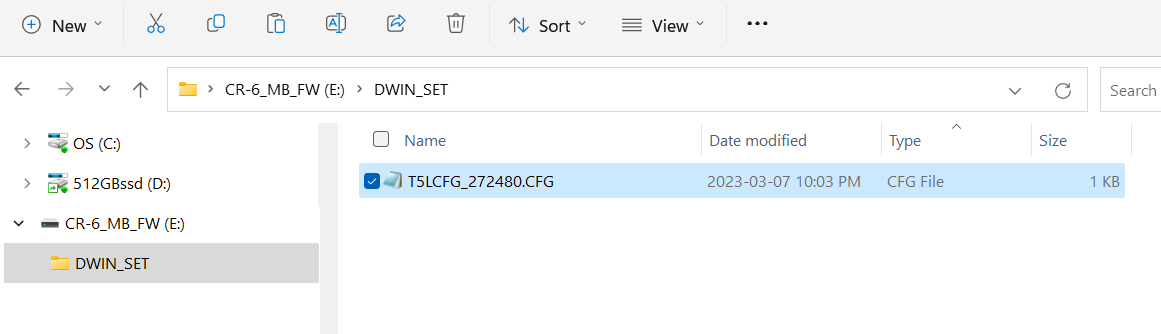 New Sort View
CR-6_MB_FW (E:) DWIN_SET Search
OS (C:)
512GBssd (D:)
CR-6_MB_FW (E:)
DWIN_SET
Name Date modified Type Size
T5LCFG_272480.CFG 2023-03-07 10:03 PM CFG File 1 KB